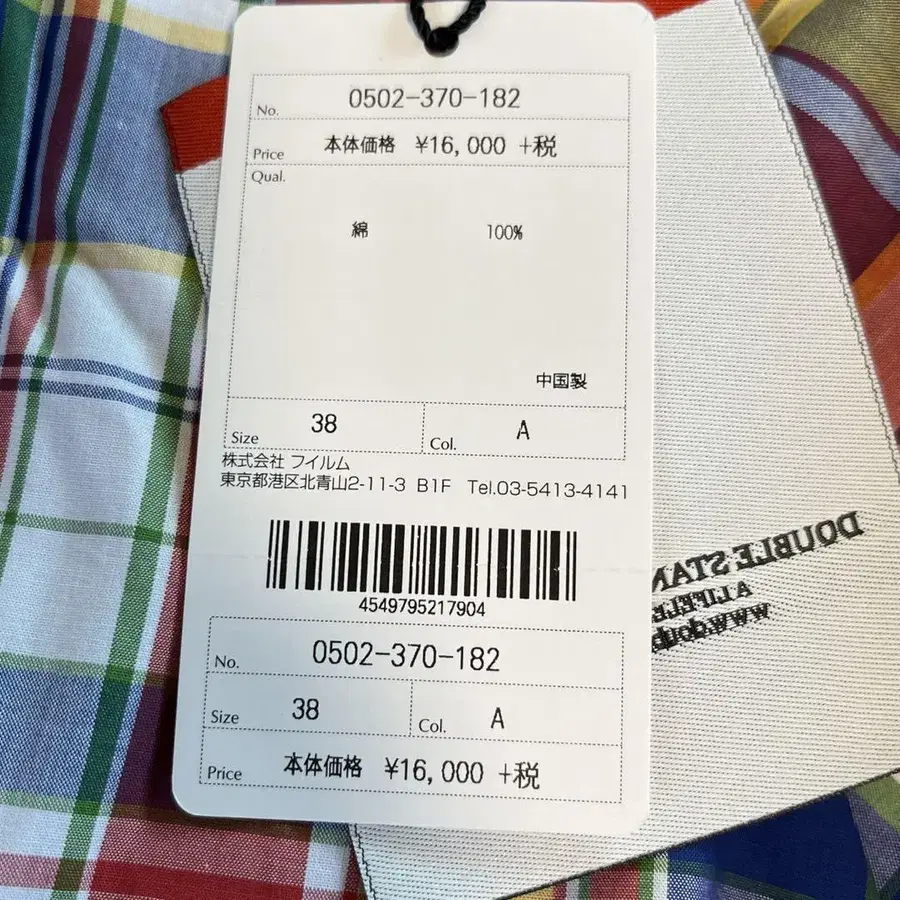 No. 0502-370-182
Price 本体価格 ¥16,000 +税
Qual.
綿 100%
中国製
Size 38 Col. A
株式会社 フイルム
東京都港区北青山2-11-3 B1F Tel.03-5413-4141
4549795217904
No. 0502-370-182
Size 38 Col. A
Price 本体価格 ¥16,000 +税
DOUBLE STAN
A LIFE
www.doub